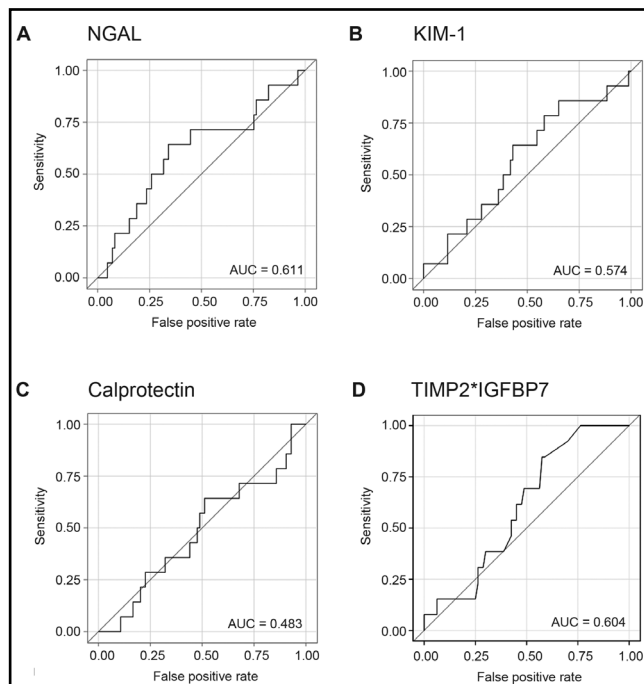 A NGAL
1.00
0.75
0.50
0.25
0.00
Sensitivity
AUC = 0.611
0.00 0.25 0.50 0.75 1.00
False positive rate
B KIM-1
1.00
0.75
0.50
0.25
0.00
Sensitivity
AUC = 0.574
0.00 0.25 0.50 0.75 1.00
False positive rate
C Calprotectin
1.00
0.75
0.50
0.25
0.00
Sensitivity
AUC = 0.483
0.00 0.25 0.50 0.75 1.00
False positive rate
D TIMP2*IGFBP7
1.00
0.75
0.50
0.25
0.00
Sensitivity
AUC = 0.604
0.00 0.25 0.50 0.75 1.00
False positive rate